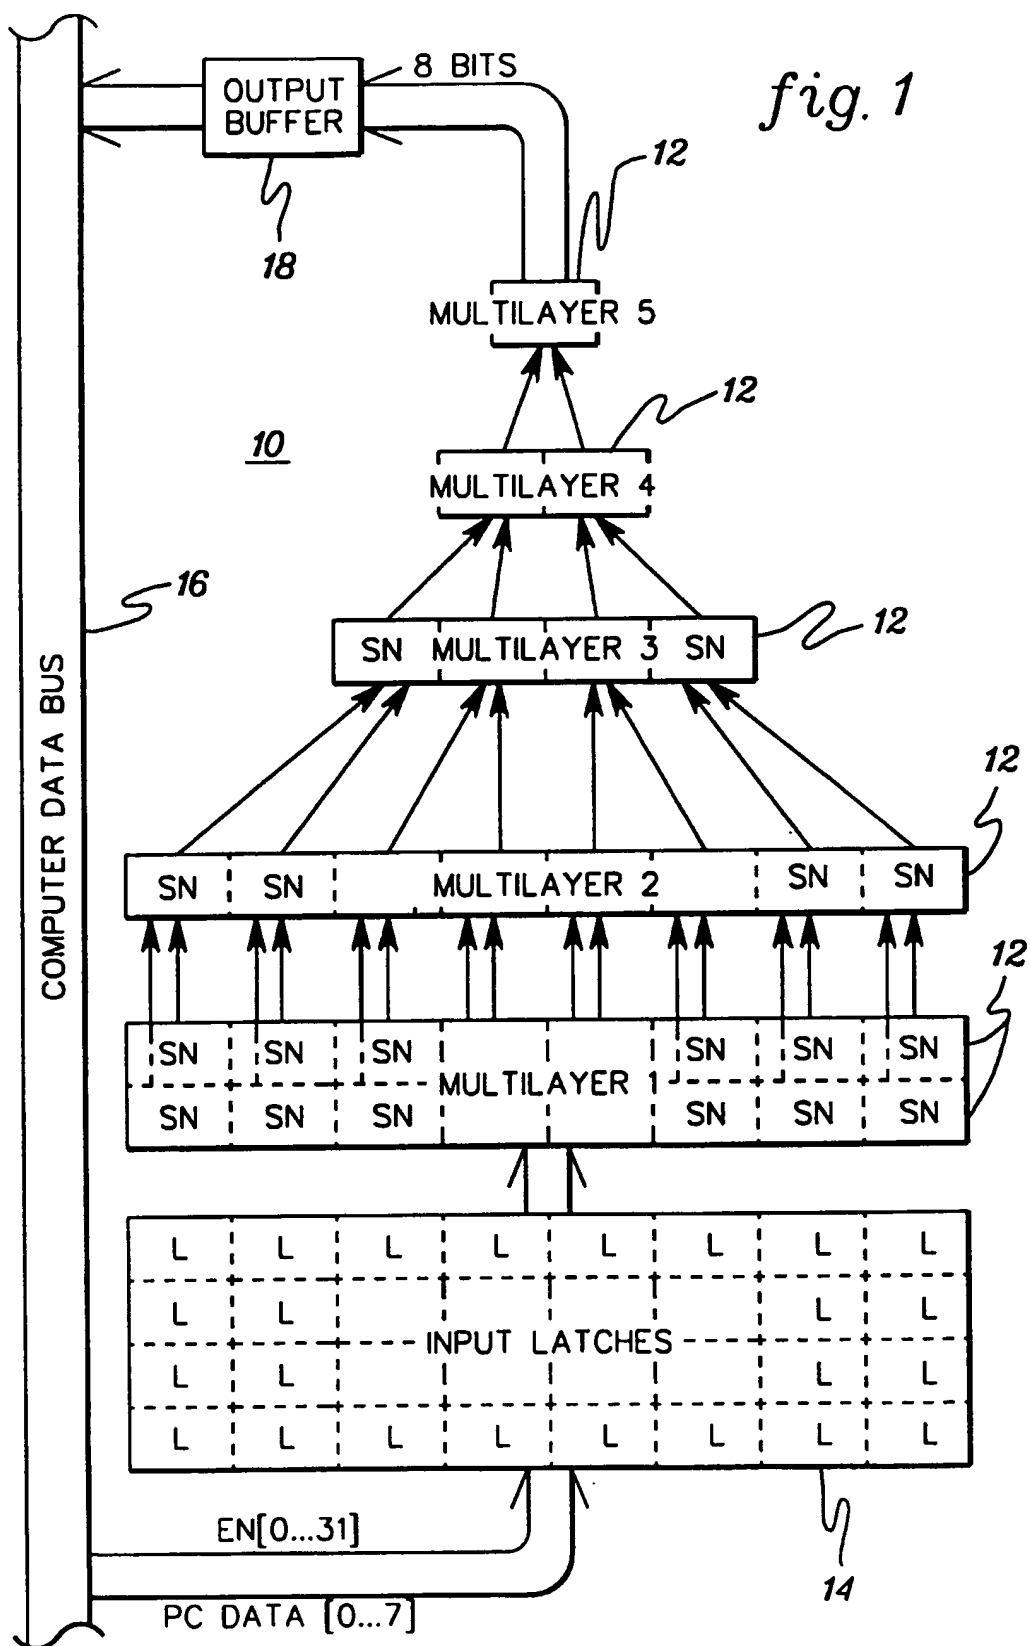 fig. 1
8 BITS
OUTPUT
BUFFER
12
18
MULTILAYER 5
12
10
MULTILAYER 4
16
12
SN MULTILAYER 3 SN
COMPUTER DATA BUS
12
SN SN MULTILAYER 2 SN SN
12
SN SN SN SN SN SN
MULTILAYER 1
SN SN SN SN SN SN
L L L L L L L L
L L L L
INPUT LATCHES
L L L L
L L L L L L L L
EN[0...31]
14
PC DATA [0...7]